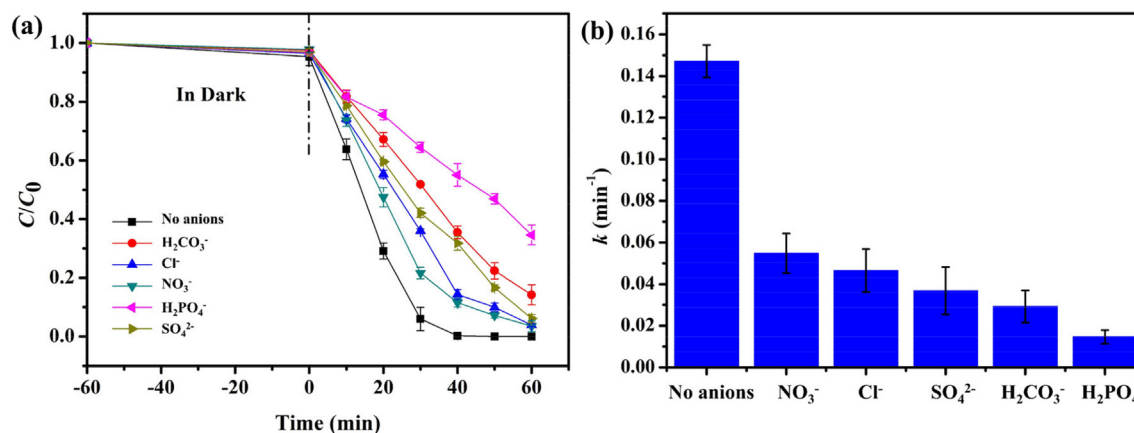 (a)
C/C0
1.0
0.8
0.6
0.4
0.2
0.0
In Dark
No anions
H₂CO₃⁻
Cl⁻
NO₃⁻
H₂PO₄⁻
SO₄²⁻
-60
-40
-20
0
20
40
60
Time (min)
(b)
k (min⁻¹)
0.16
0.14
0.12
0.10
0.08
0.06
0.04
0.02
0.00
No anions
NO₃⁻
Cl⁻
SO₄²⁻
H₂CO₃⁻